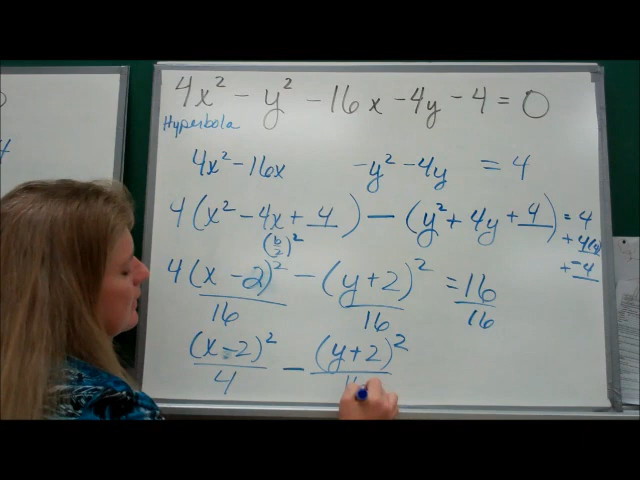 4x² - y² - 16x - 4y - 4 = 0
Hyperbola
4x² - 16x   -y² - 4y = 4
4(x² - 4x + 4) - (y² + 4y + 4) = 4
(b/2)²   + 4(4)
+ -4
4(x - 2)²/16 - (y + 2)²/16 = 16/16
(x - 2)²/4 - (y + 2)²